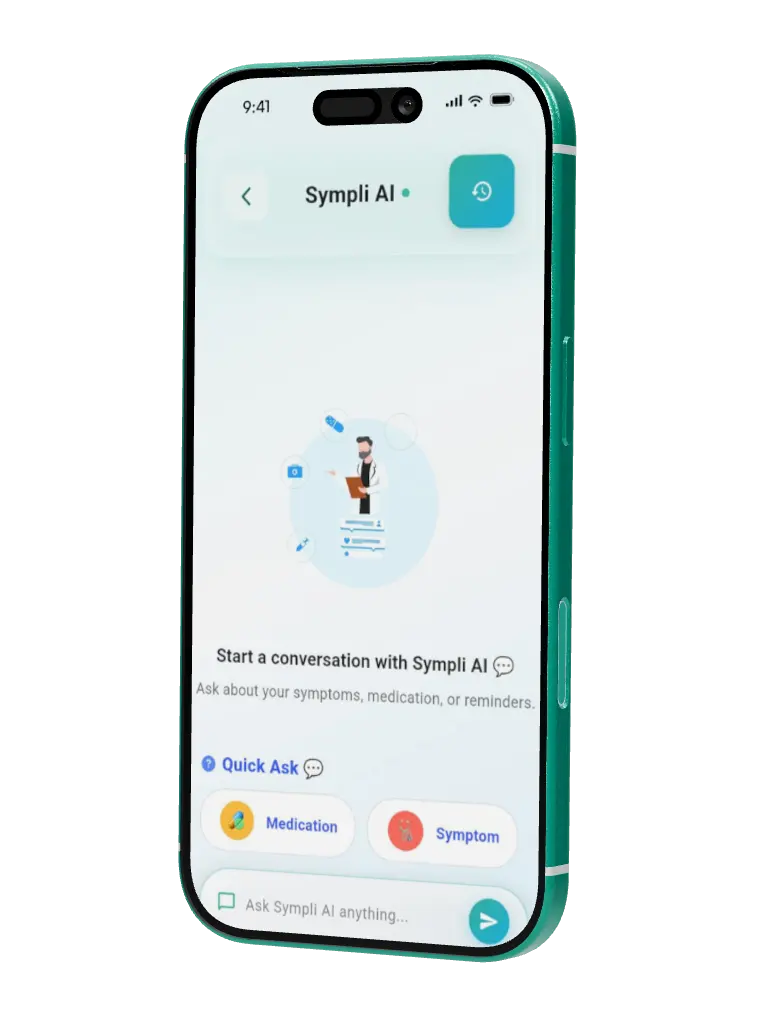 9:41
Sympli AI
Start a conversation with Sympli AI 💬
Ask about your symptoms, medication, or reminders.
? Quick Ask 💬
Medication
Symptom
Ask Sympli AI anything...